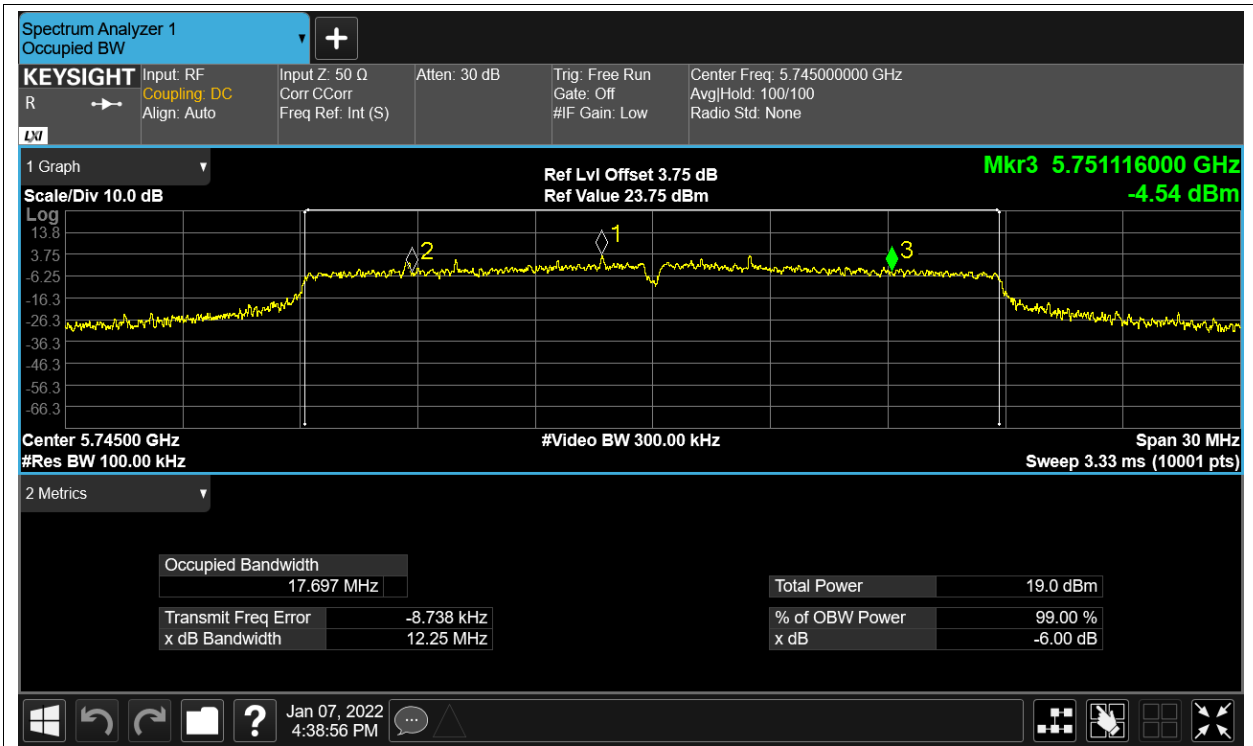 Spectrum Analyzer 1
Occupied BW
KEYSIGHT
R
LXI
Input: RF
Coupling: DC
Align: Auto
Input Z: 50 Ω
Corr CCorr
Freq Ref: Int (S)
Atten: 30 dB
Trig: Free Run
Gate: Off
#IF Gain: Low
Center Freq: 5.745000000 GHz
Avg|Hold: 100/100
Radio Std: None
1 Graph
Scale/Div 10.0 dB
Ref Lvl Offset 3.75 dB
Ref Value 23.75 dBm
Mkr3 5.751116000 GHz
-4.54 dBm
Log
13.8
3.75
-6.25
-16.3
-26.3
-36.3
-46.3
-56.3
-66.3
2
1
3
Center 5.74500 GHz
#Res BW 100.00 kHz
#Video BW 300.00 kHz
Span 30 MHz
Sweep 3.33 ms (10001 pts)
2 Metrics
Occupied Bandwidth
17.697 MHz
Transmit Freq Error -8.738 kHz
x dB Bandwidth 12.25 MHz
Total Power 19.0 dBm
% of OBW Power 99.00 %
x dB -6.00 dB
?
Jan 07, 2022
4:38:56 PM